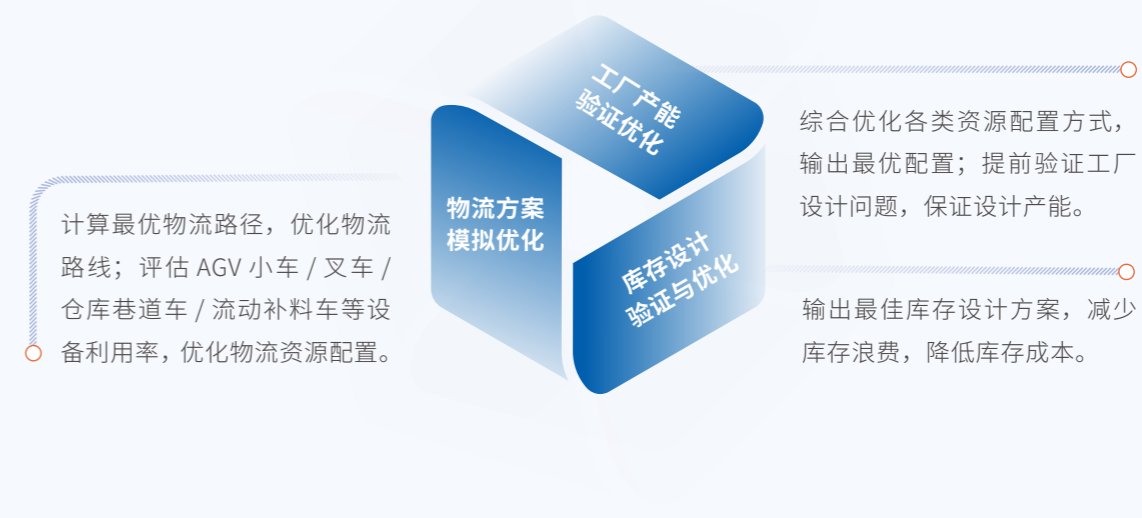 工厂产能
验证优化
综合优化各类资源配置方式，
输出最优配置；提前验证工厂
设计问题，保证设计产能。
物流方案
模拟优化
计算最优物流路径，优化物流
路线；评估 AGV 小车 / 叉车 /
仓库巷道车 / 流动补料车等设
备利用率，优化物流资源配置。
库存设计
验证与优化
输出最佳库存设计方案，减少
库存浪费，降低库存成本。